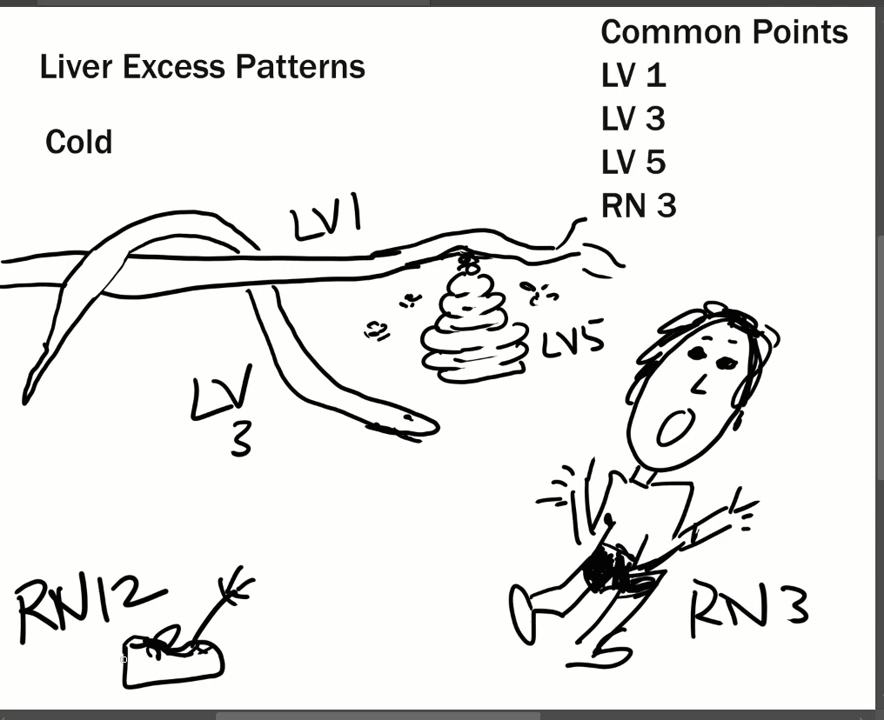 Liver Excess Patterns
Cold
Common Points
LV 1
LV 3
LV 5
RN 3
LV1
LV5
LV
3
RN12
RN3